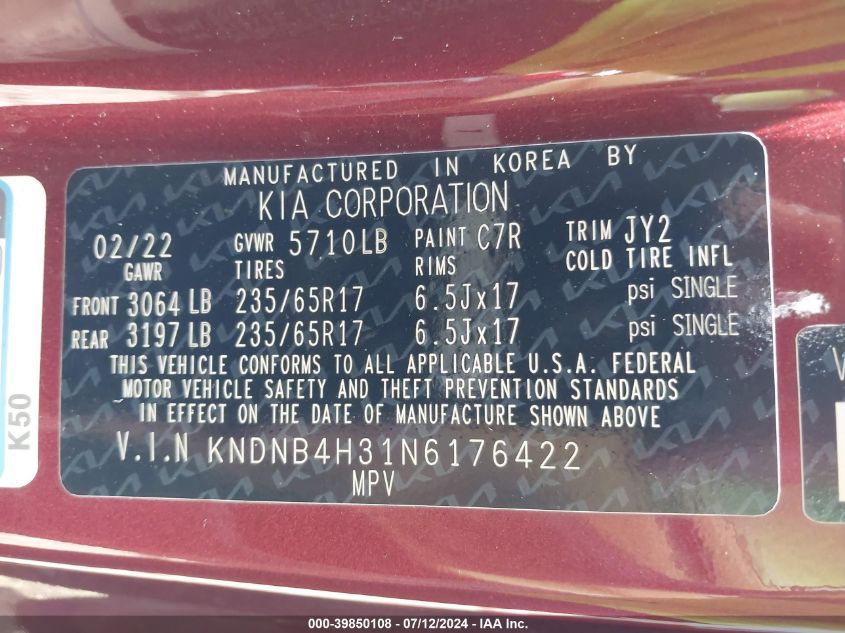 MANUFACTURED IN KOREA BY
KIA CORPORATION
02/22 GVWR 5710LB PAINT C7R TRIM JY2
GAWR TIRES RIMS COLD TIRE INFL
FRONT 3064 LB 235/65R17 6.5Jx17 psi SINGLE
REAR 3197 LB 235/65R17 6.5Jx17 psi SINGLE
THIS VEHICLE CONFORMS TO ALL APPLICABLE U.S.A. FEDERAL
MOTOR VEHICLE SAFETY AND THEFT PREVENTION STANDARDS
IN EFFECT ON THE DATE OF MANUFACTURE SHOWN ABOVE
V.I.N KNDNB4H31N6176422
MPV
K50
000-39850108 - 07/12/2024 - IAA Inc.